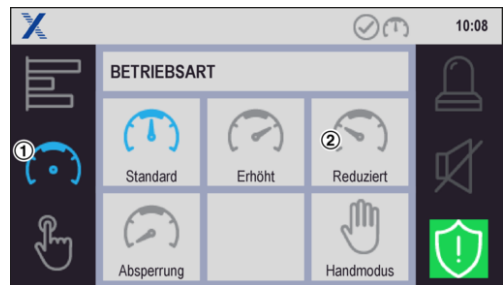 X 10:08
BETRIEBSART
①
②
Standard Erhöht Reduziert
Absperrung Handmodus